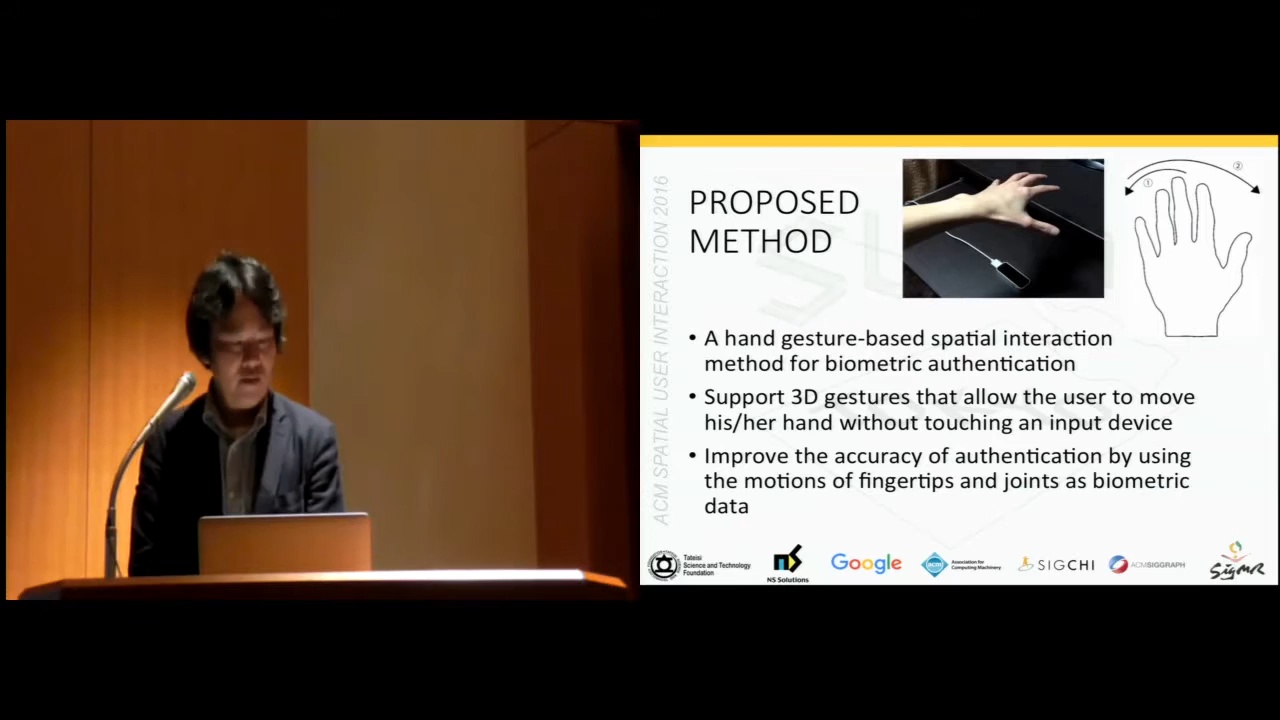 ACM SPATIAL USER INTERACTION 2016
PROPOSED
METHOD
① ②
• A hand gesture-based spatial interaction
method for biometric authentication
• Support 3D gestures that allow the user to move
his/her hand without touching an input device
• Improve the accuracy of authentication by using
the motions of fingertips and joints as biometric
data
Tateisi
Science and Technology
Foundation
NS Solutions
Google
acm
Association for
Computing Machinery
SIGCHI
ACMSIGGRAPH
SigMR